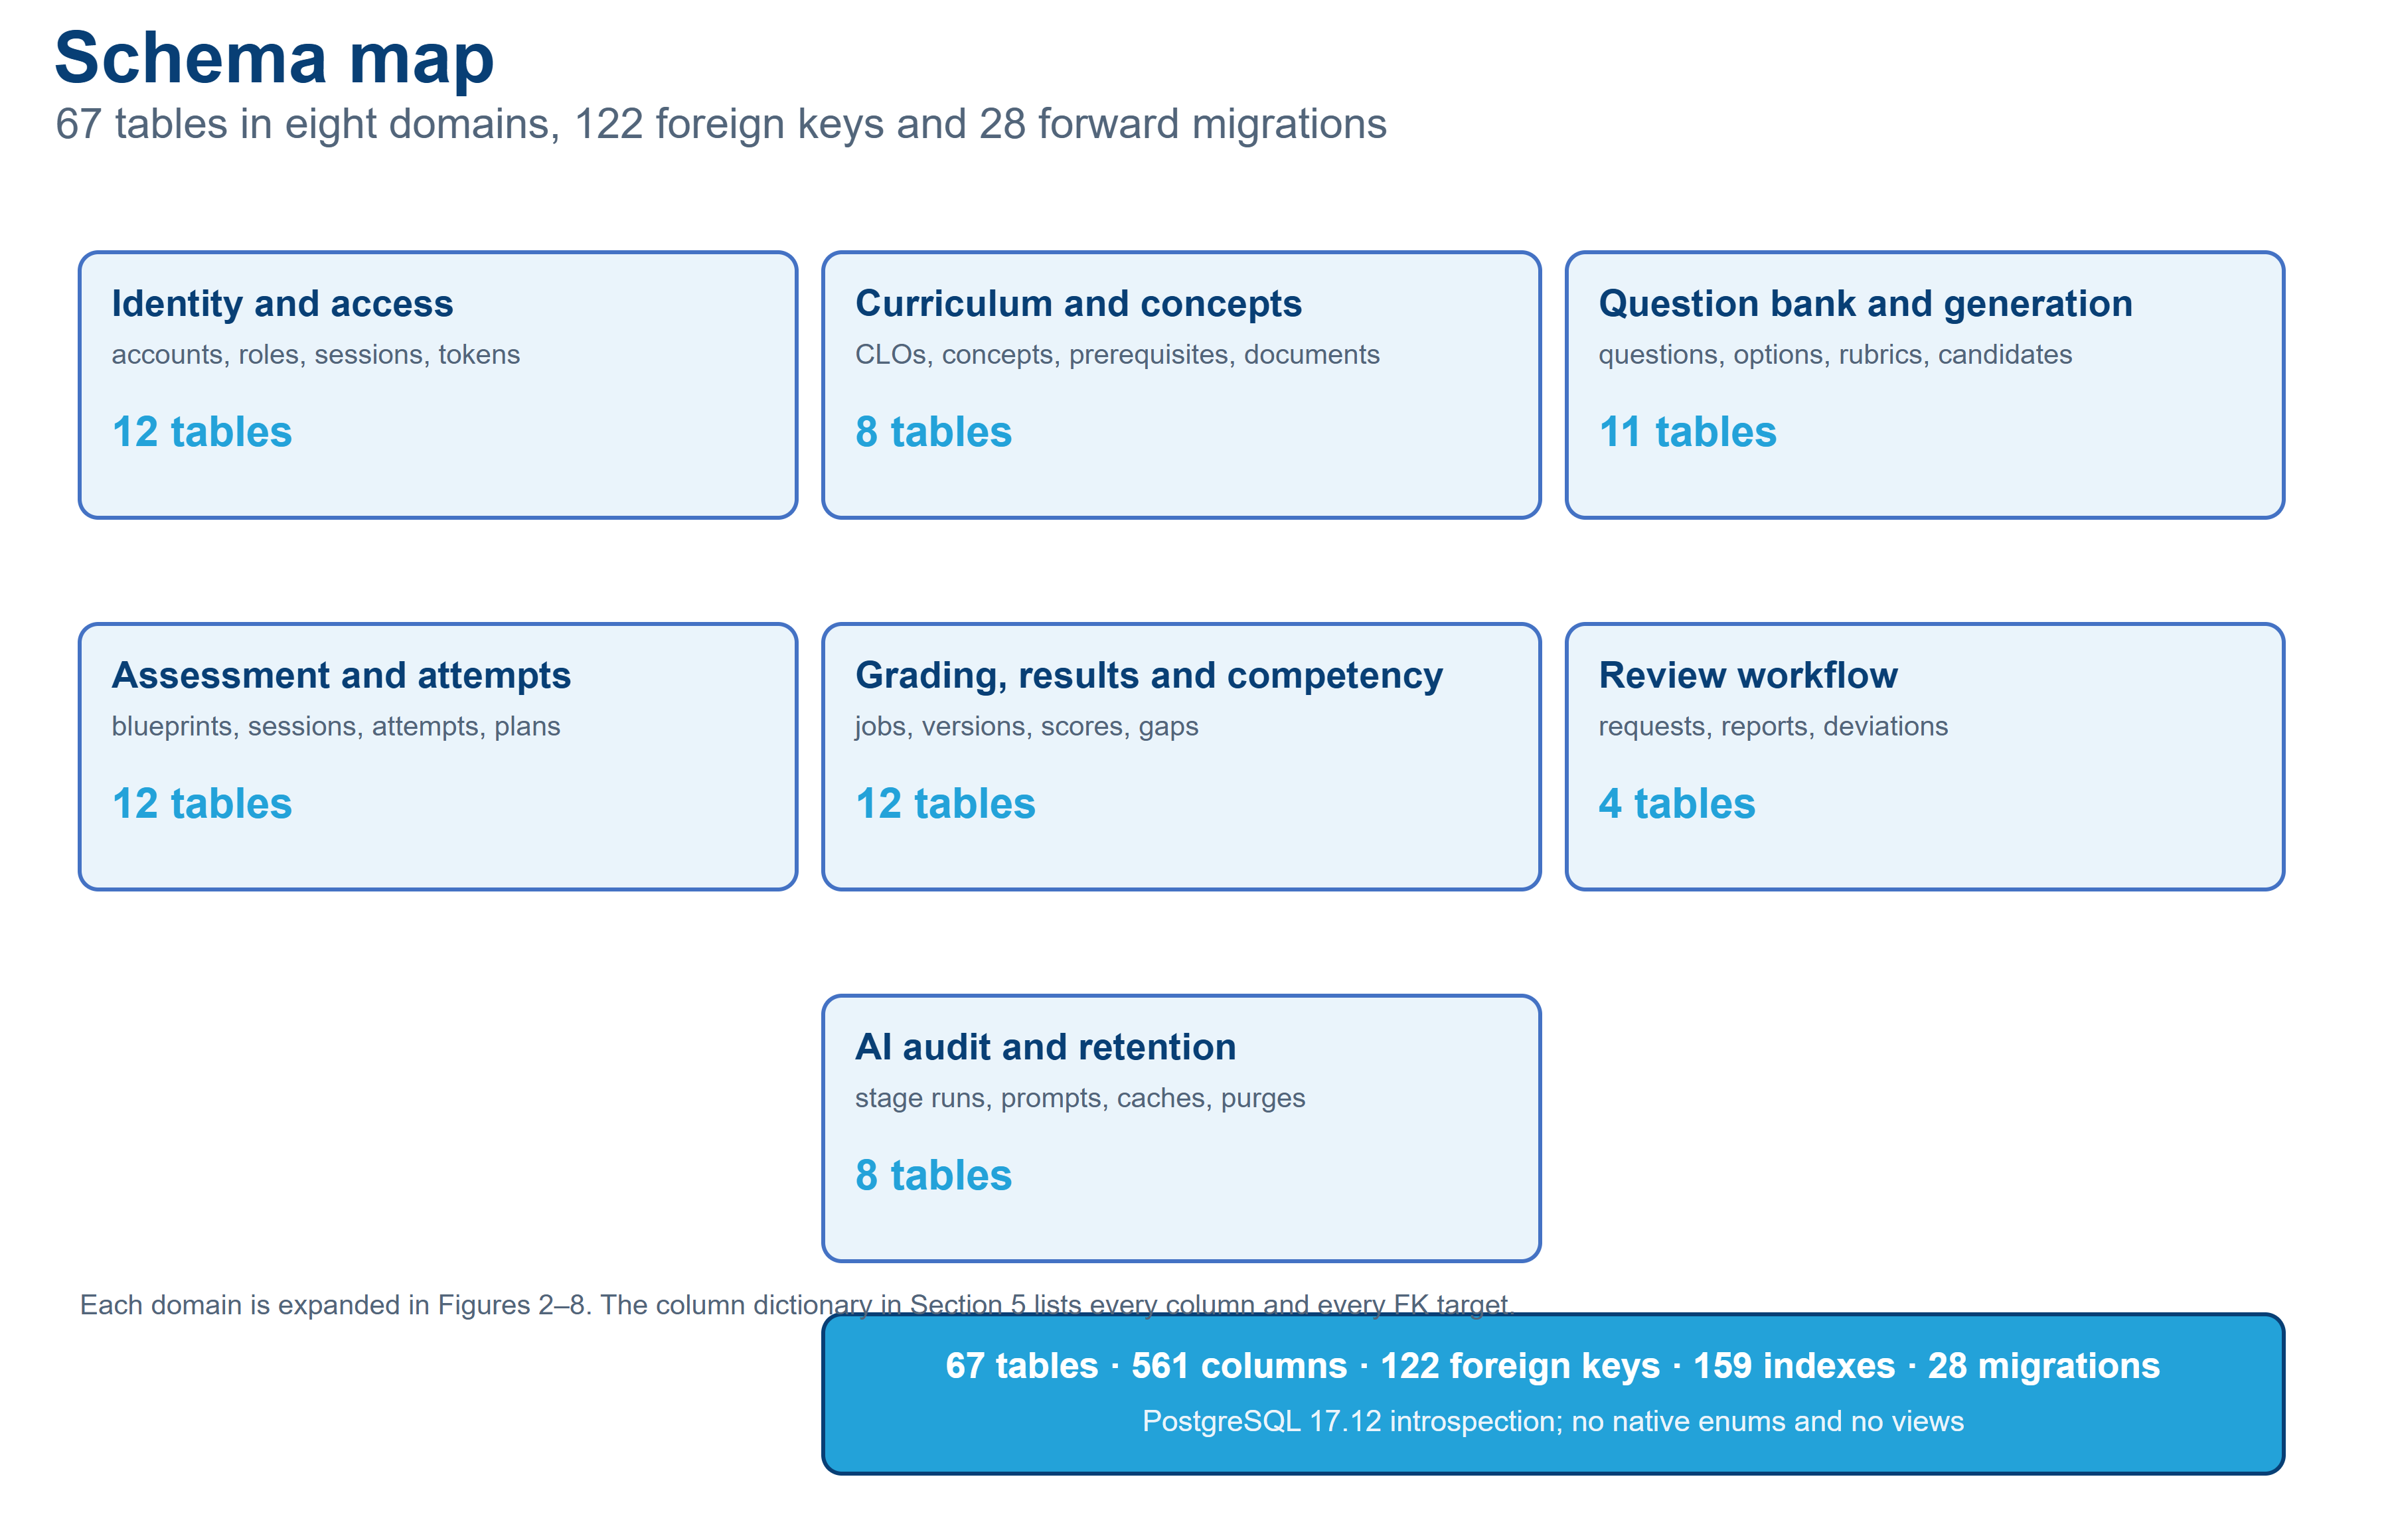 Schema map
67 tables in eight domains, 122 foreign keys and 28 forward migrations
Identity and access
accounts, roles, sessions, tokens
12 tables
Curriculum and concepts
CLOs, concepts, prerequisites, documents
8 tables
Question bank and generation
questions, options, rubrics, candidates
11 tables
Assessment and attempts
blueprints, sessions, attempts, plans
12 tables
Grading, results and competency
jobs, versions, scores, gaps
12 tables
Review workflow
requests, reports, deviations
4 tables
AI audit and retention
stage runs, prompts, caches, purges
8 tables
Each domain is expanded in Figures 2–8. The column dictionary in Section 5 lists every column and every FK target.
67 tables · 561 columns · 122 foreign keys · 159 indexes · 28 migrations
PostgreSQL 17.12 introspection; no native enums and no views